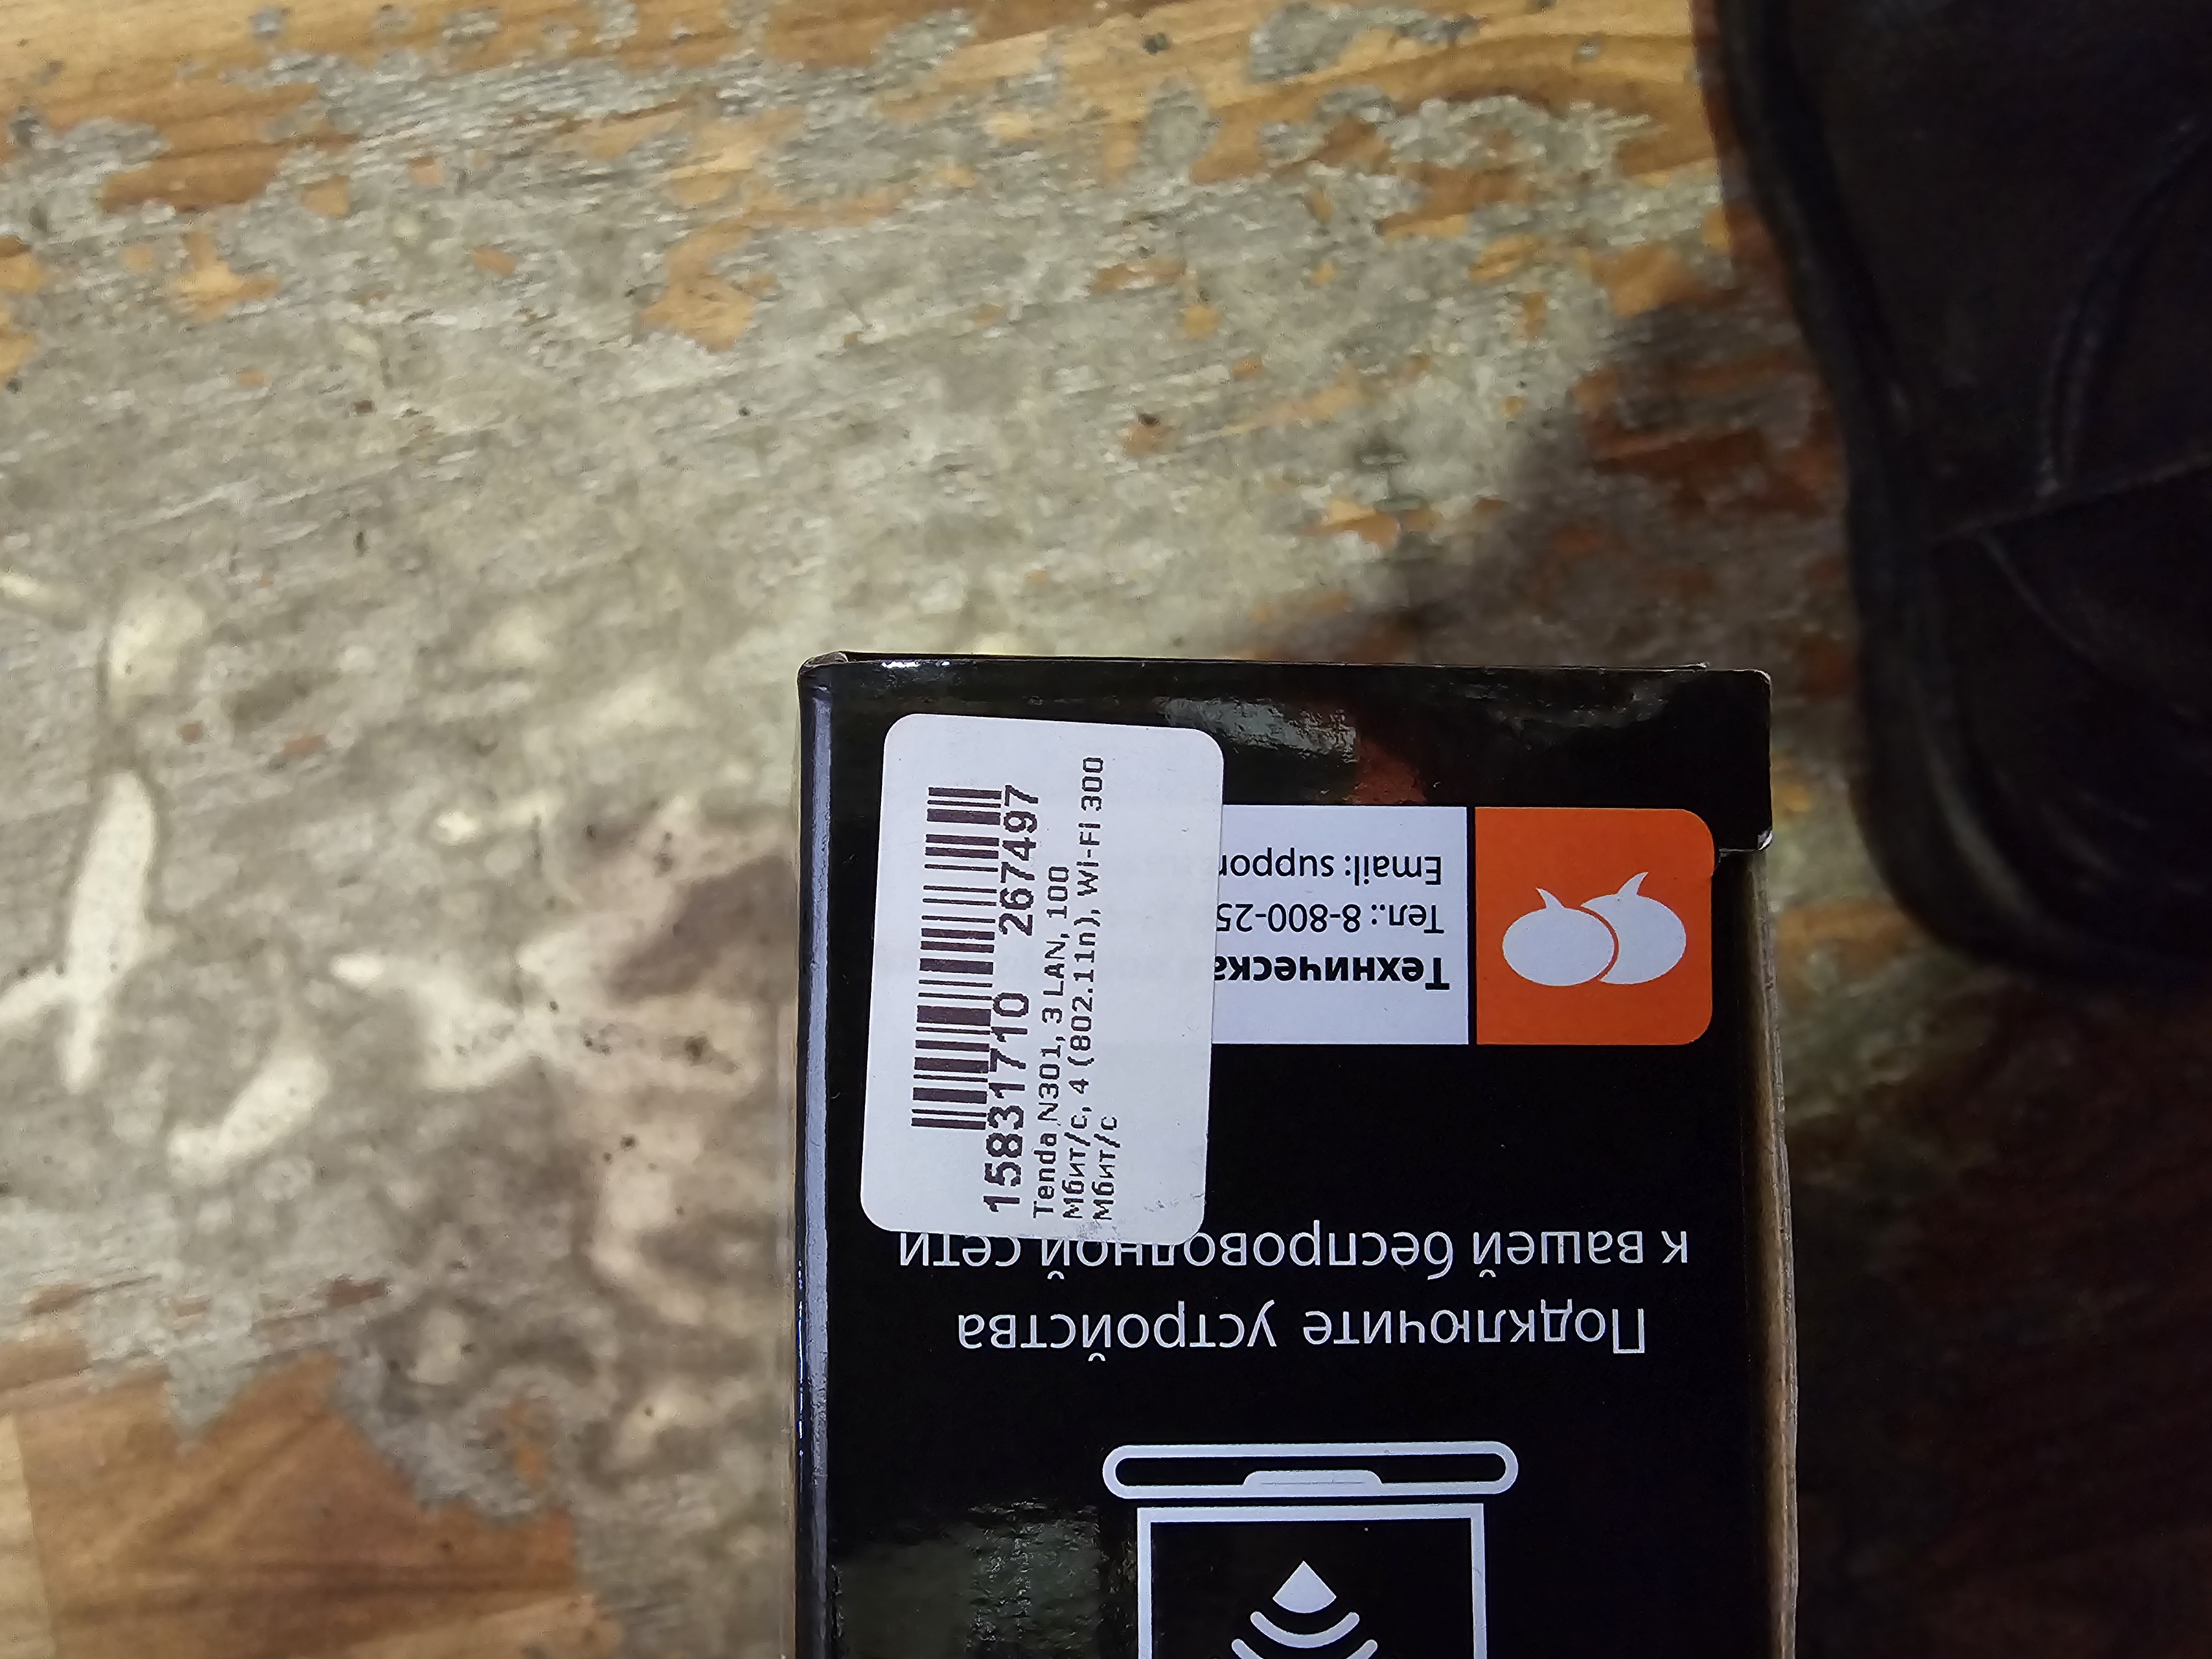 15831710 267497
Tenda N301, 3 LAN, 100
Мбит/с, 4 (802.11n), Wi-Fi 300
Мбит/с
Техническа
Тел.: 8-800-25
Email: suppor
Подключите устройства
к вашей беспроводной сети